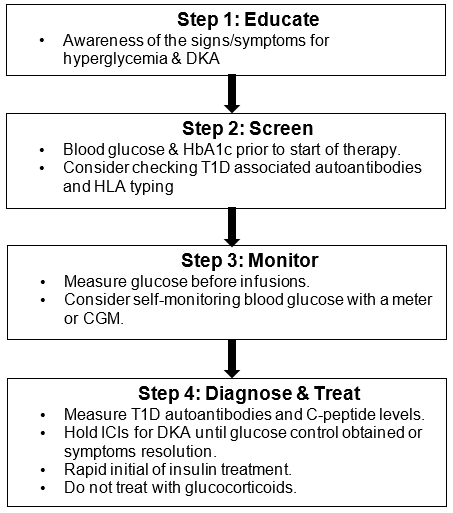 Step 1: Educate
• Awareness of the signs/symptoms for
hyperglycemia & DKA
Step 2: Screen
• Blood glucose & HbA1c prior to start of therapy.
• Consider checking T1D associated autoantibodies
and HLA typing
Step 3: Monitor
• Measure glucose before infusions.
• Consider self-monitoring blood glucose with a meter
or CGM.
Step 4: Diagnose & Treat
• Measure T1D autoantibodies and C-peptide levels.
• Hold ICIs for DKA until glucose control obtained or
symptoms resolution.
• Rapid initial of insulin treatment.
• Do not treat with glucocorticoids.